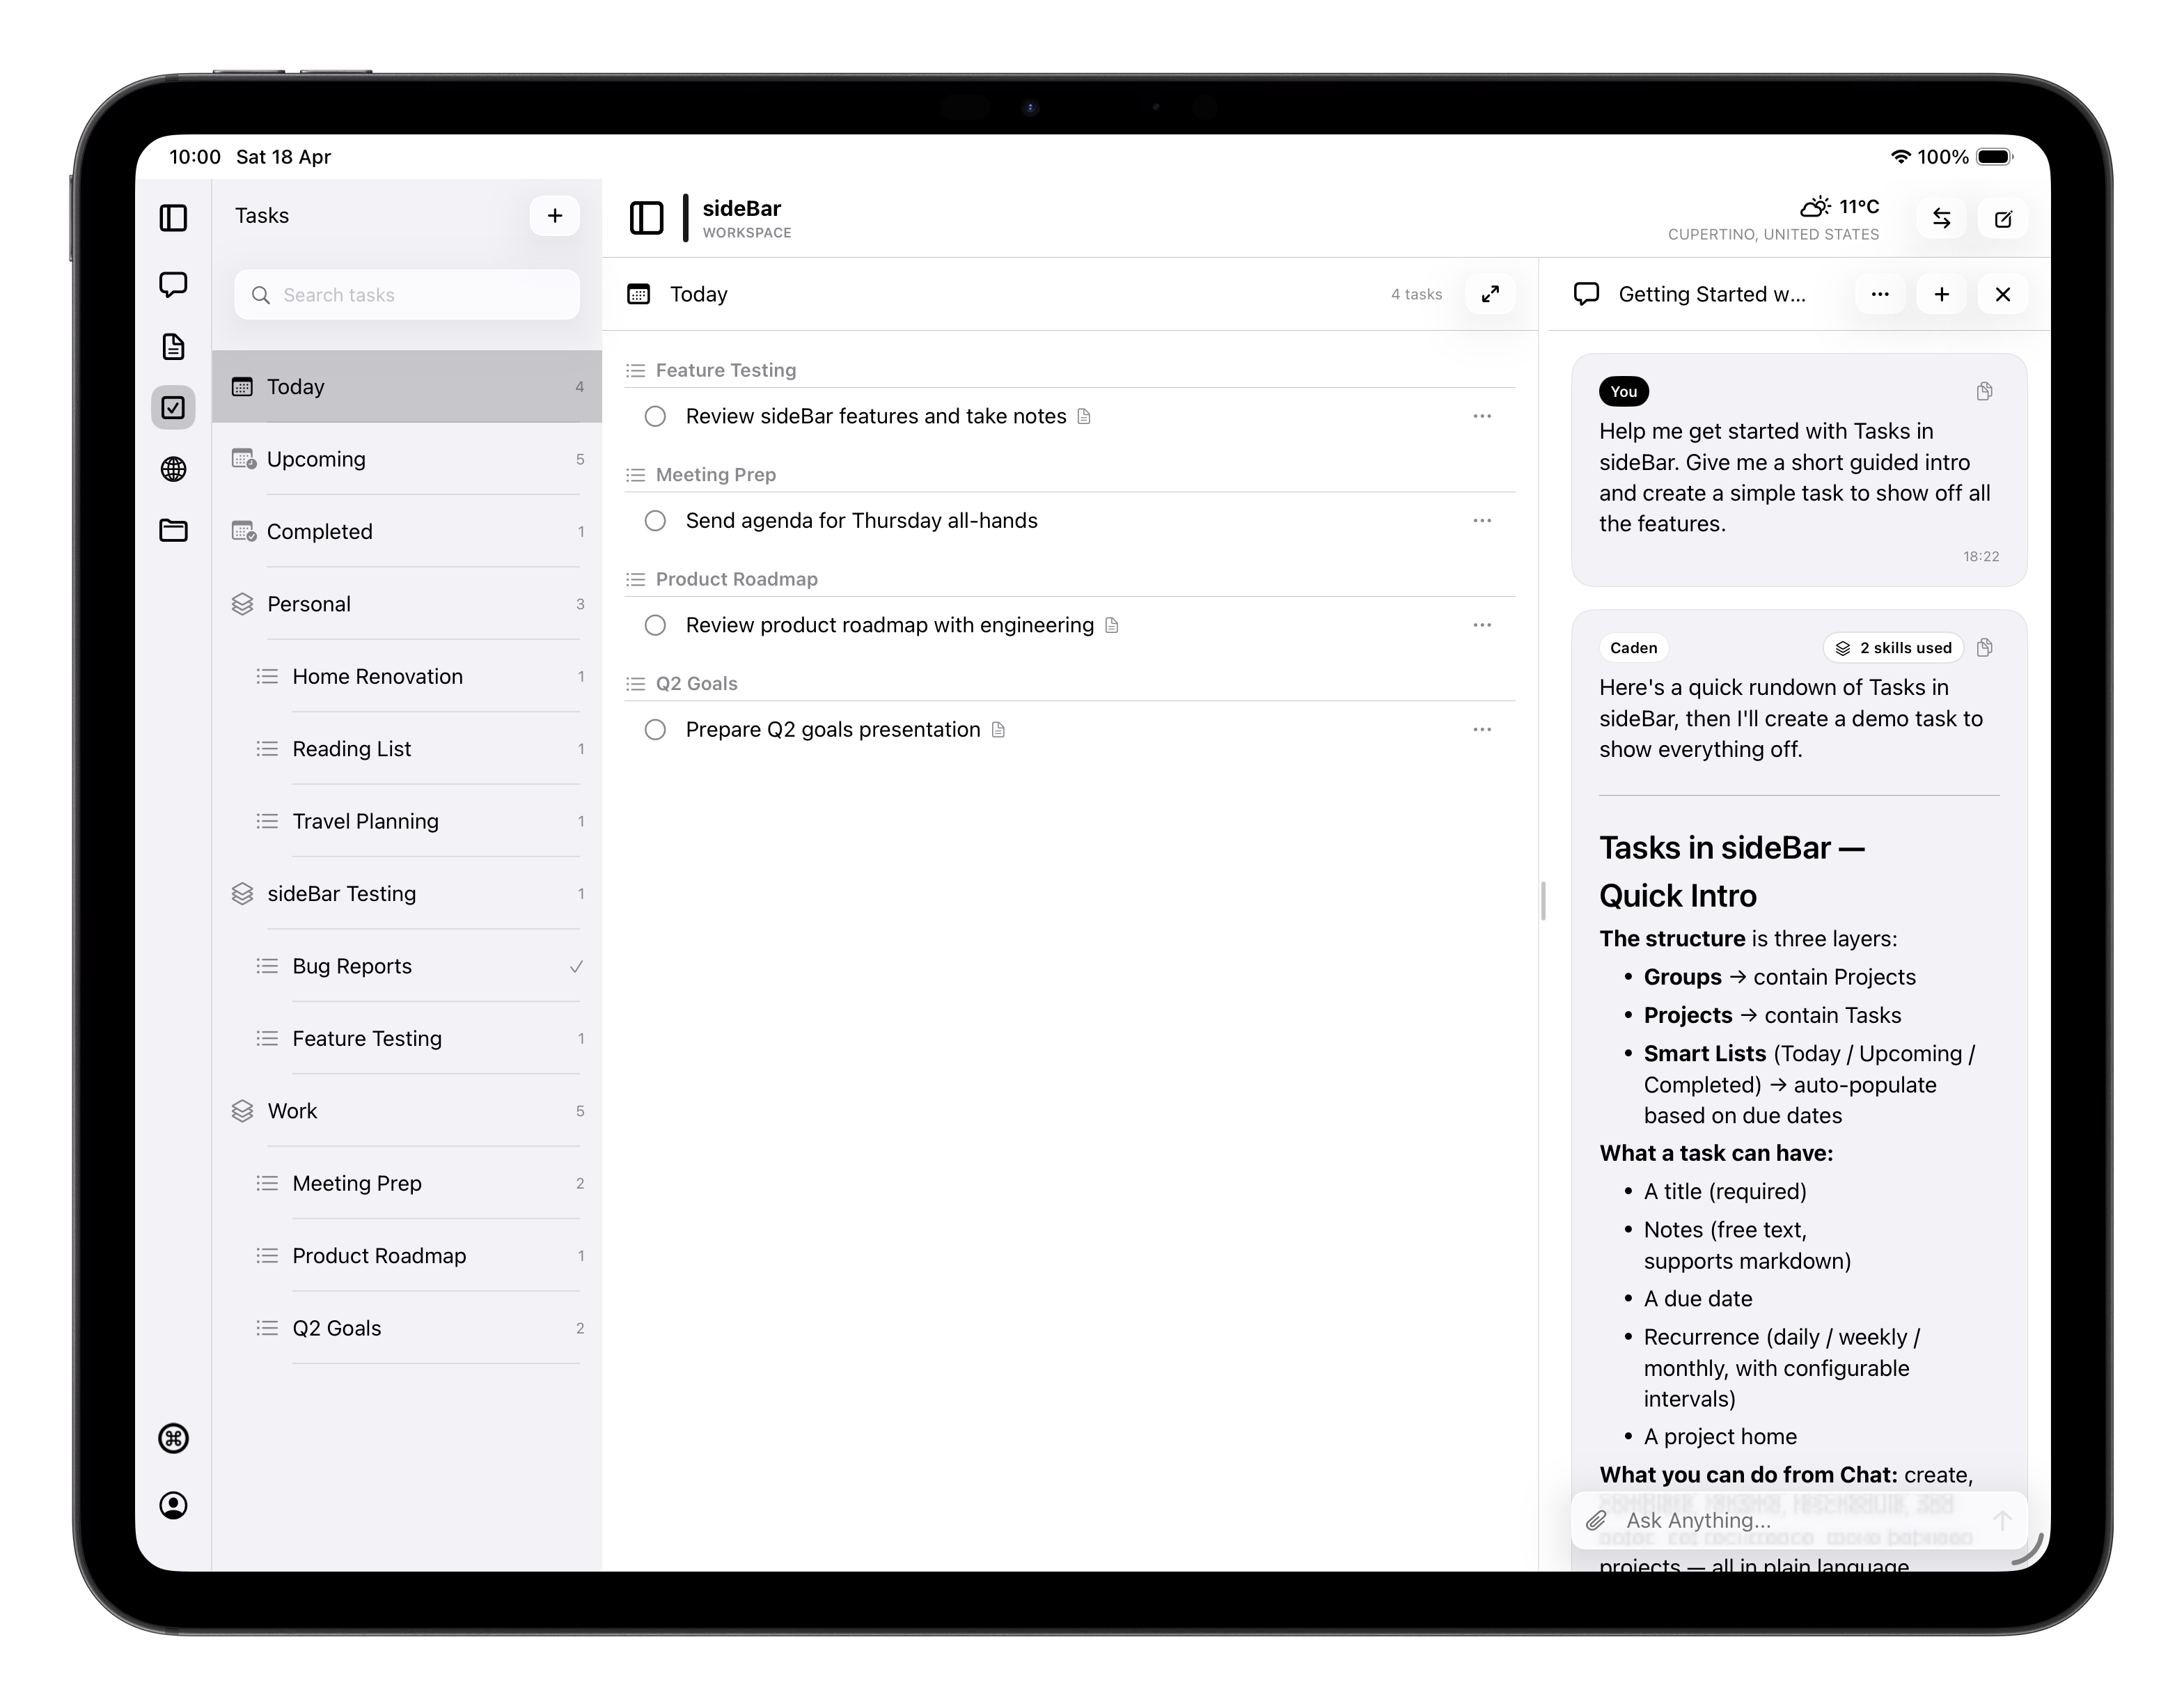 10:00 Sat 18 Apr
100%
Tasks
Search tasks
Today 4
Upcoming 5
Completed 1
Personal 3
Home Renovation 1
Reading List 1
Travel Planning 1
sideBar Testing 1
Bug Reports
Feature Testing 1
Work 5
Meeting Prep 2
Product Roadmap 1
Q2 Goals 2
sideBar
WORKSPACE
11°C
CUPERTINO, UNITED STATES
Today
4 tasks
Feature Testing
Review sideBar features and take notes
Meeting Prep
Send agenda for Thursday all-hands
Product Roadmap
Review product roadmap with engineering
Q2 Goals
Prepare Q2 goals presentation
Getting Started w...
You
Help me get started with Tasks in
sideBar. Give me a short guided intro
and create a simple task to show off all
the features.
18:22
Caden
2 skills used
Here's a quick rundown of Tasks in
sideBar, then I'll create a demo task to
show everything off.
Tasks in sideBar —
Quick Intro
The structure is three layers:
• Groups → contain Projects
• Projects → contain Tasks
• Smart Lists (Today / Upcoming /
Completed) → auto-populate
based on due dates
What a task can have:
• A title (required)
• Notes (free text,
supports markdown)
• A due date
• Recurrence (daily / weekly /
monthly, with configurable
intervals)
• A project home
What you can do from Chat: create,
Ask Anything...
projects — all in plain language